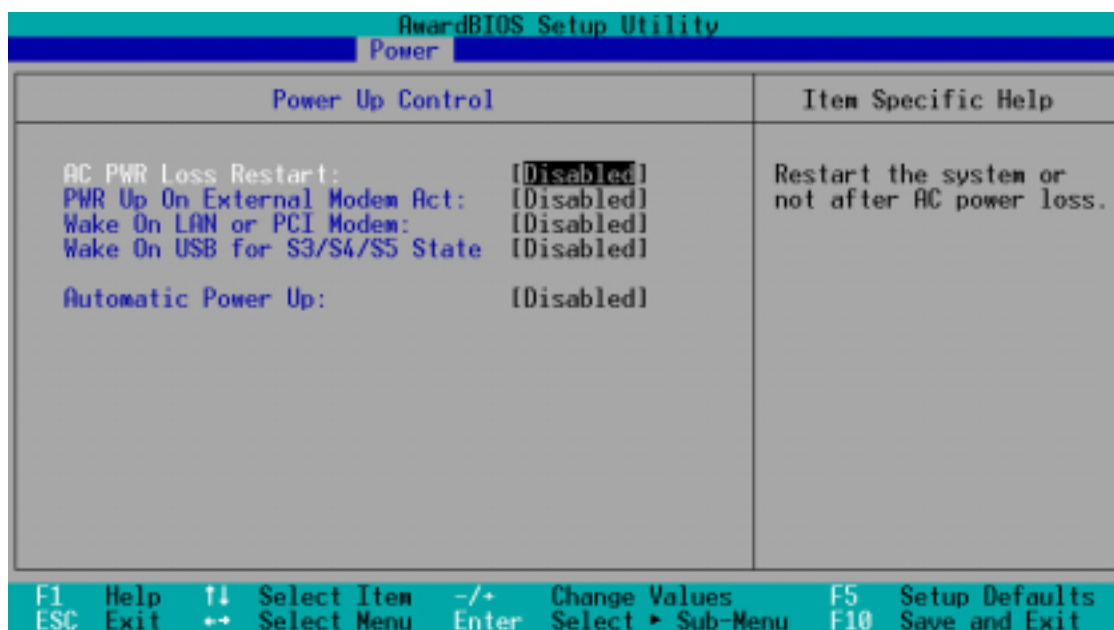 AwardBIOS Setup Utility
Power
Power Up Control
Item Specific Help
AC PWR Loss Restart: [Disabled]
PWR Up On External Modem Act: [Disabled]
Wake On LAN or PCI Modem: [Disabled]
Wake On USB for S3/S4/S5 State [Disabled]
Automatic Power Up: [Disabled]
Restart the system or
not after AC power loss.
F1 Help ↑↓ Select Item -/+ Change Values F5 Setup Defaults
ESC Exit ←→ Select Menu Enter Select ► Sub-Menu F10 Save and Exit